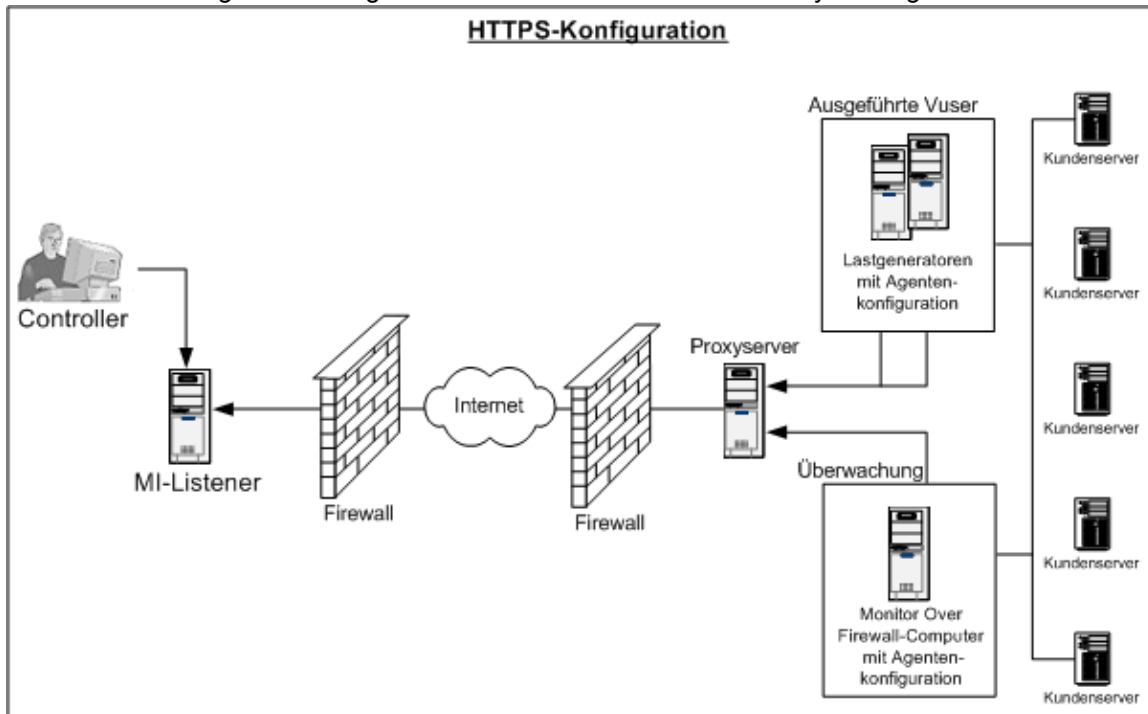 HTTPS-Konfiguration
Ausgeführte Vuser
Lastgeneratoren
mit Agenten-
konfiguration
Kundenserver
Kundenserver
Kundenserver
Kundenserver
Kundenserver
Controller
MI-Listener
Firewall
Internet
Firewall
Proxyserver
Überwachung
Monitor Over
Firewall-Computer
mit Agenten-
konfiguration